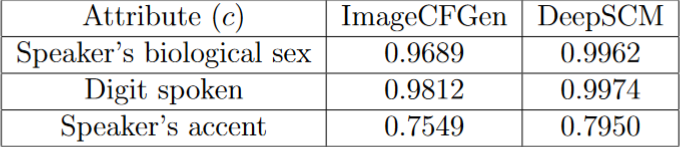 Attribute (c) ImageCFGen DeepSCM
Speaker's biological sex 0.9689 0.9962
Digit spoken 0.9812 0.9974
Speaker's accent 0.7549 0.7950